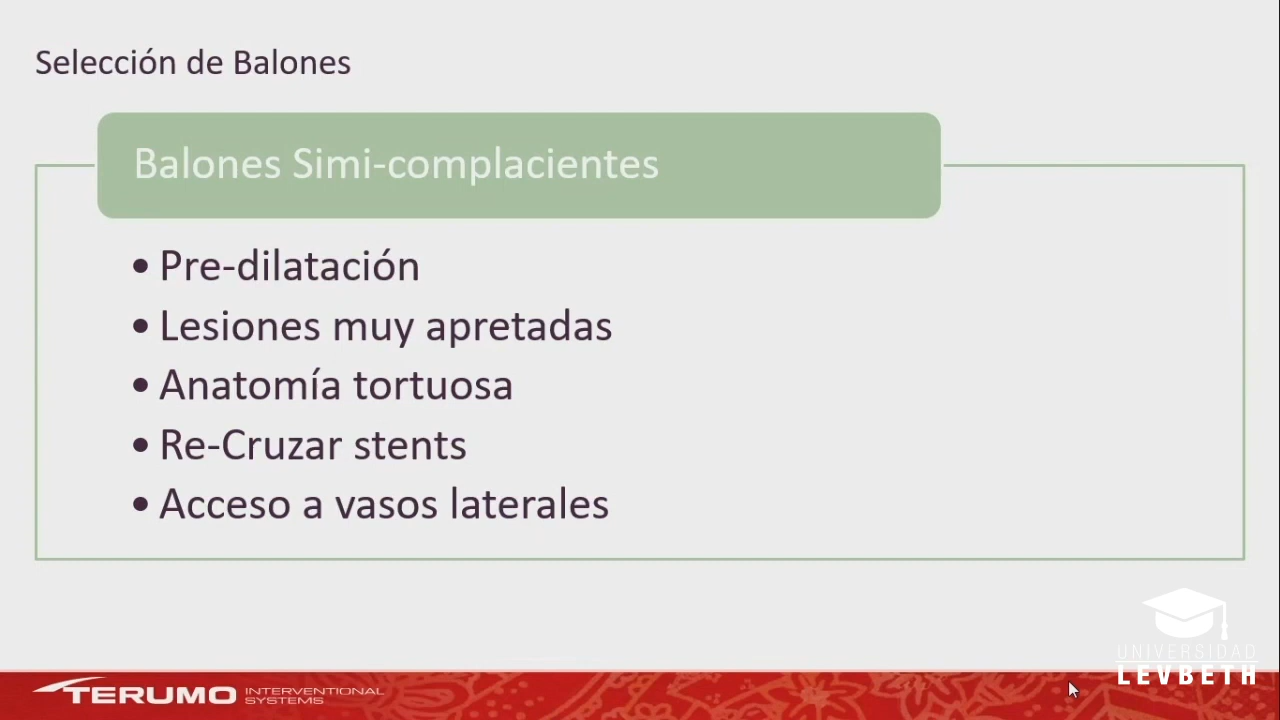 Selección de Balones
Balones Simi-complacientes
• Pre-dilatación
• Lesiones muy apretadas
• Anatomía tortuosa
• Re-Cruzar stents
• Acceso a vasos laterales
UNIVERSIDAD
LEVBETH
TERUMO INTERVENTIONAL
SYSTEMS